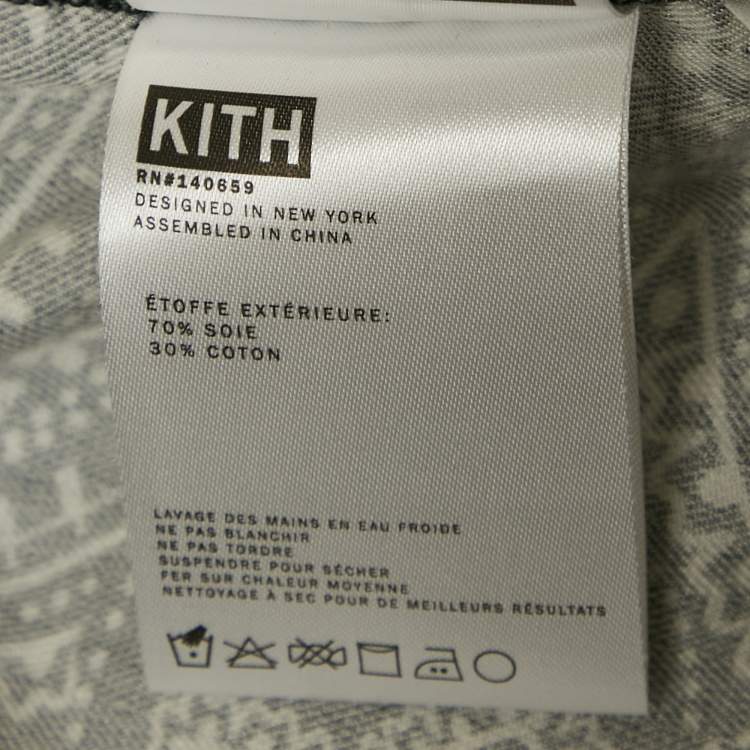 KITH
RN#140659
DESIGNED IN NEW YORK
ASSEMBLED IN CHINA
ÉTOFFE EXTÉRIEURE:
70% SOIE
30% COTON
LAVAGE DES MAINS EN EAU FROIDE
NE PAS BLANCHIR
NE PAS TORDRE
SUSPENDRE POUR SÉCHER
FER SUR CHALEUR MOYENNE
NETTOYAGE À SEC POUR DE MEILLEURS RÉSULTATS